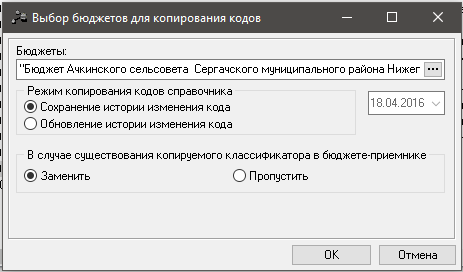 Выбор бюджетов для копирования кодов
Бюджеты:
"Бюджет Ачкинского сельсовета Сергачского муниципального района Нижег
Режим копирования кодов справочника
Сохранение истории изменения кода
18.04.2016
Обновление истории изменения кода
В случае существования копируемого классификатора в бюджете-приемнике
Заменить
Пропустить
OK
Отмена